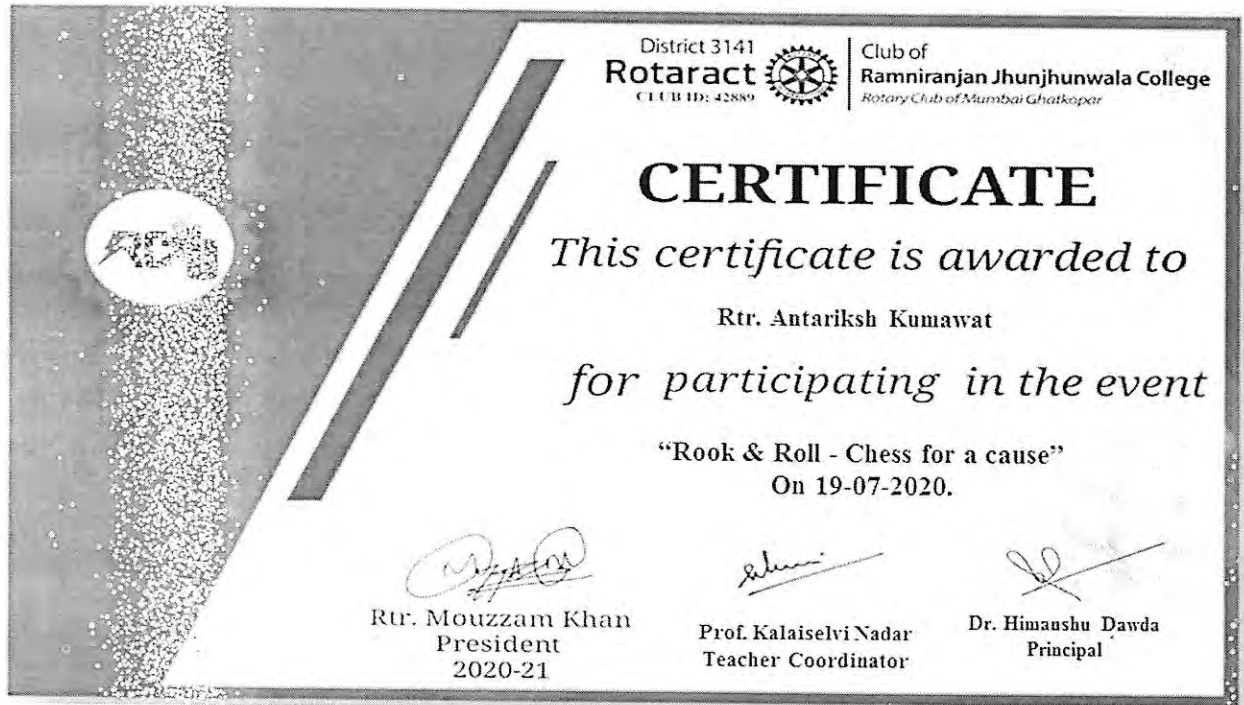 District 3141
Rotaract
CLUB ID: 42889
Club of
Ramniranjan Jhunjhunwala College
Rotary Club of Mumbai Ghatkopar
CERTIFICATE
This certificate is awarded to
Rtr. Antariksh Kumawat
for participating in the event
“Rook & Roll - Chess for a cause”
On 19-07-2020.
Rtr. Mouzzam Khan
President
2020-21
Prof. Kalaiselvi Nadar
Teacher Coordinator
Dr. Himanshu Dawda
Principal